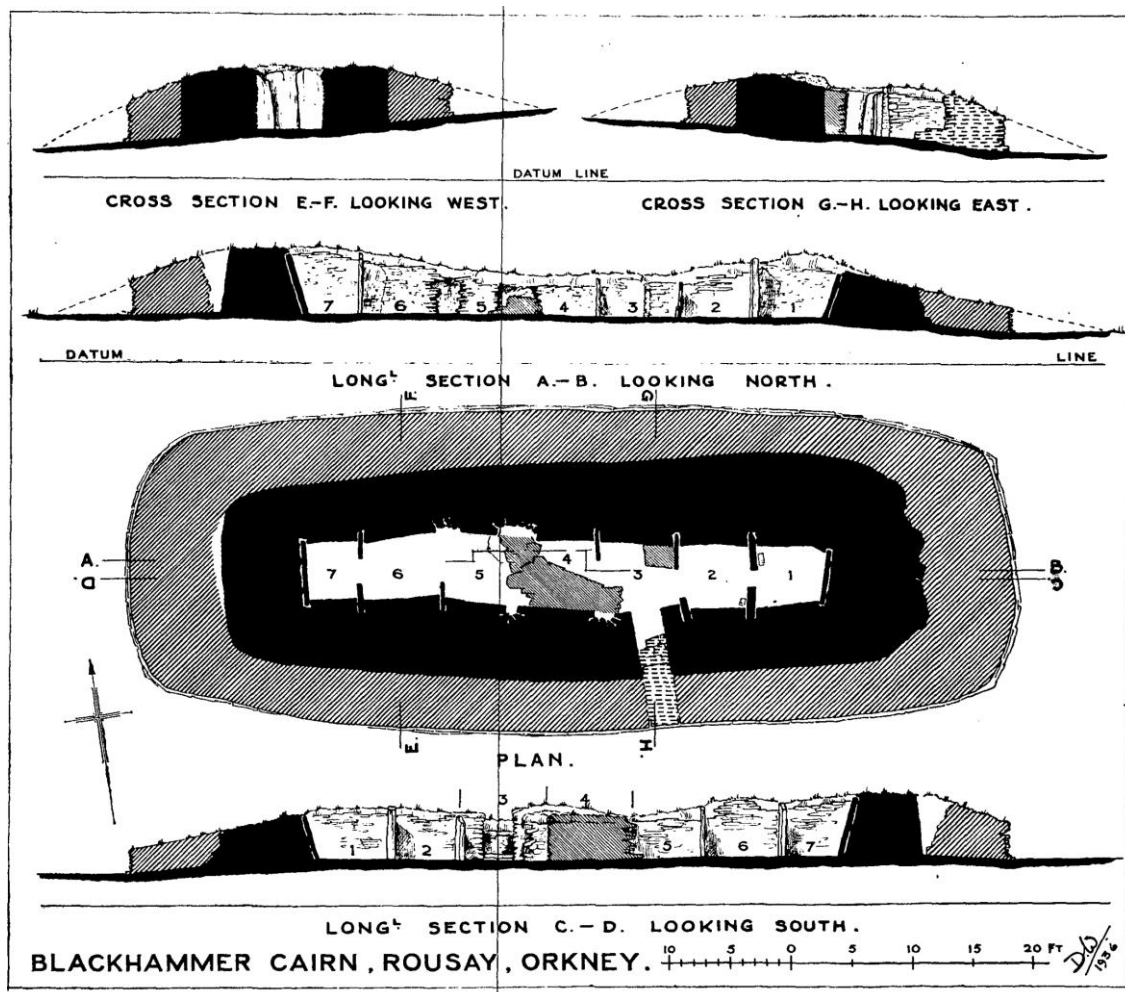 DATUM LINE
CROSS SECTION E.-F. LOOKING WEST.
CROSS SECTION G.-H. LOOKING EAST.
7 6 5 4 3 2 1
DATUM LINE
LONGL SECTION A.-B. LOOKING NORTH.
F. G.
A. B.
D. C.
7 6 5 4 3 2 1
E. H.
PLAN.
3 4
1 2 5 6 7
LONGL SECTION C.-D. LOOKING SOUTH.
BLACKHAMMER CAIRN, ROUSAY, ORKNEY.
10 5 0 5 10 15 20 FT
D.W
1936